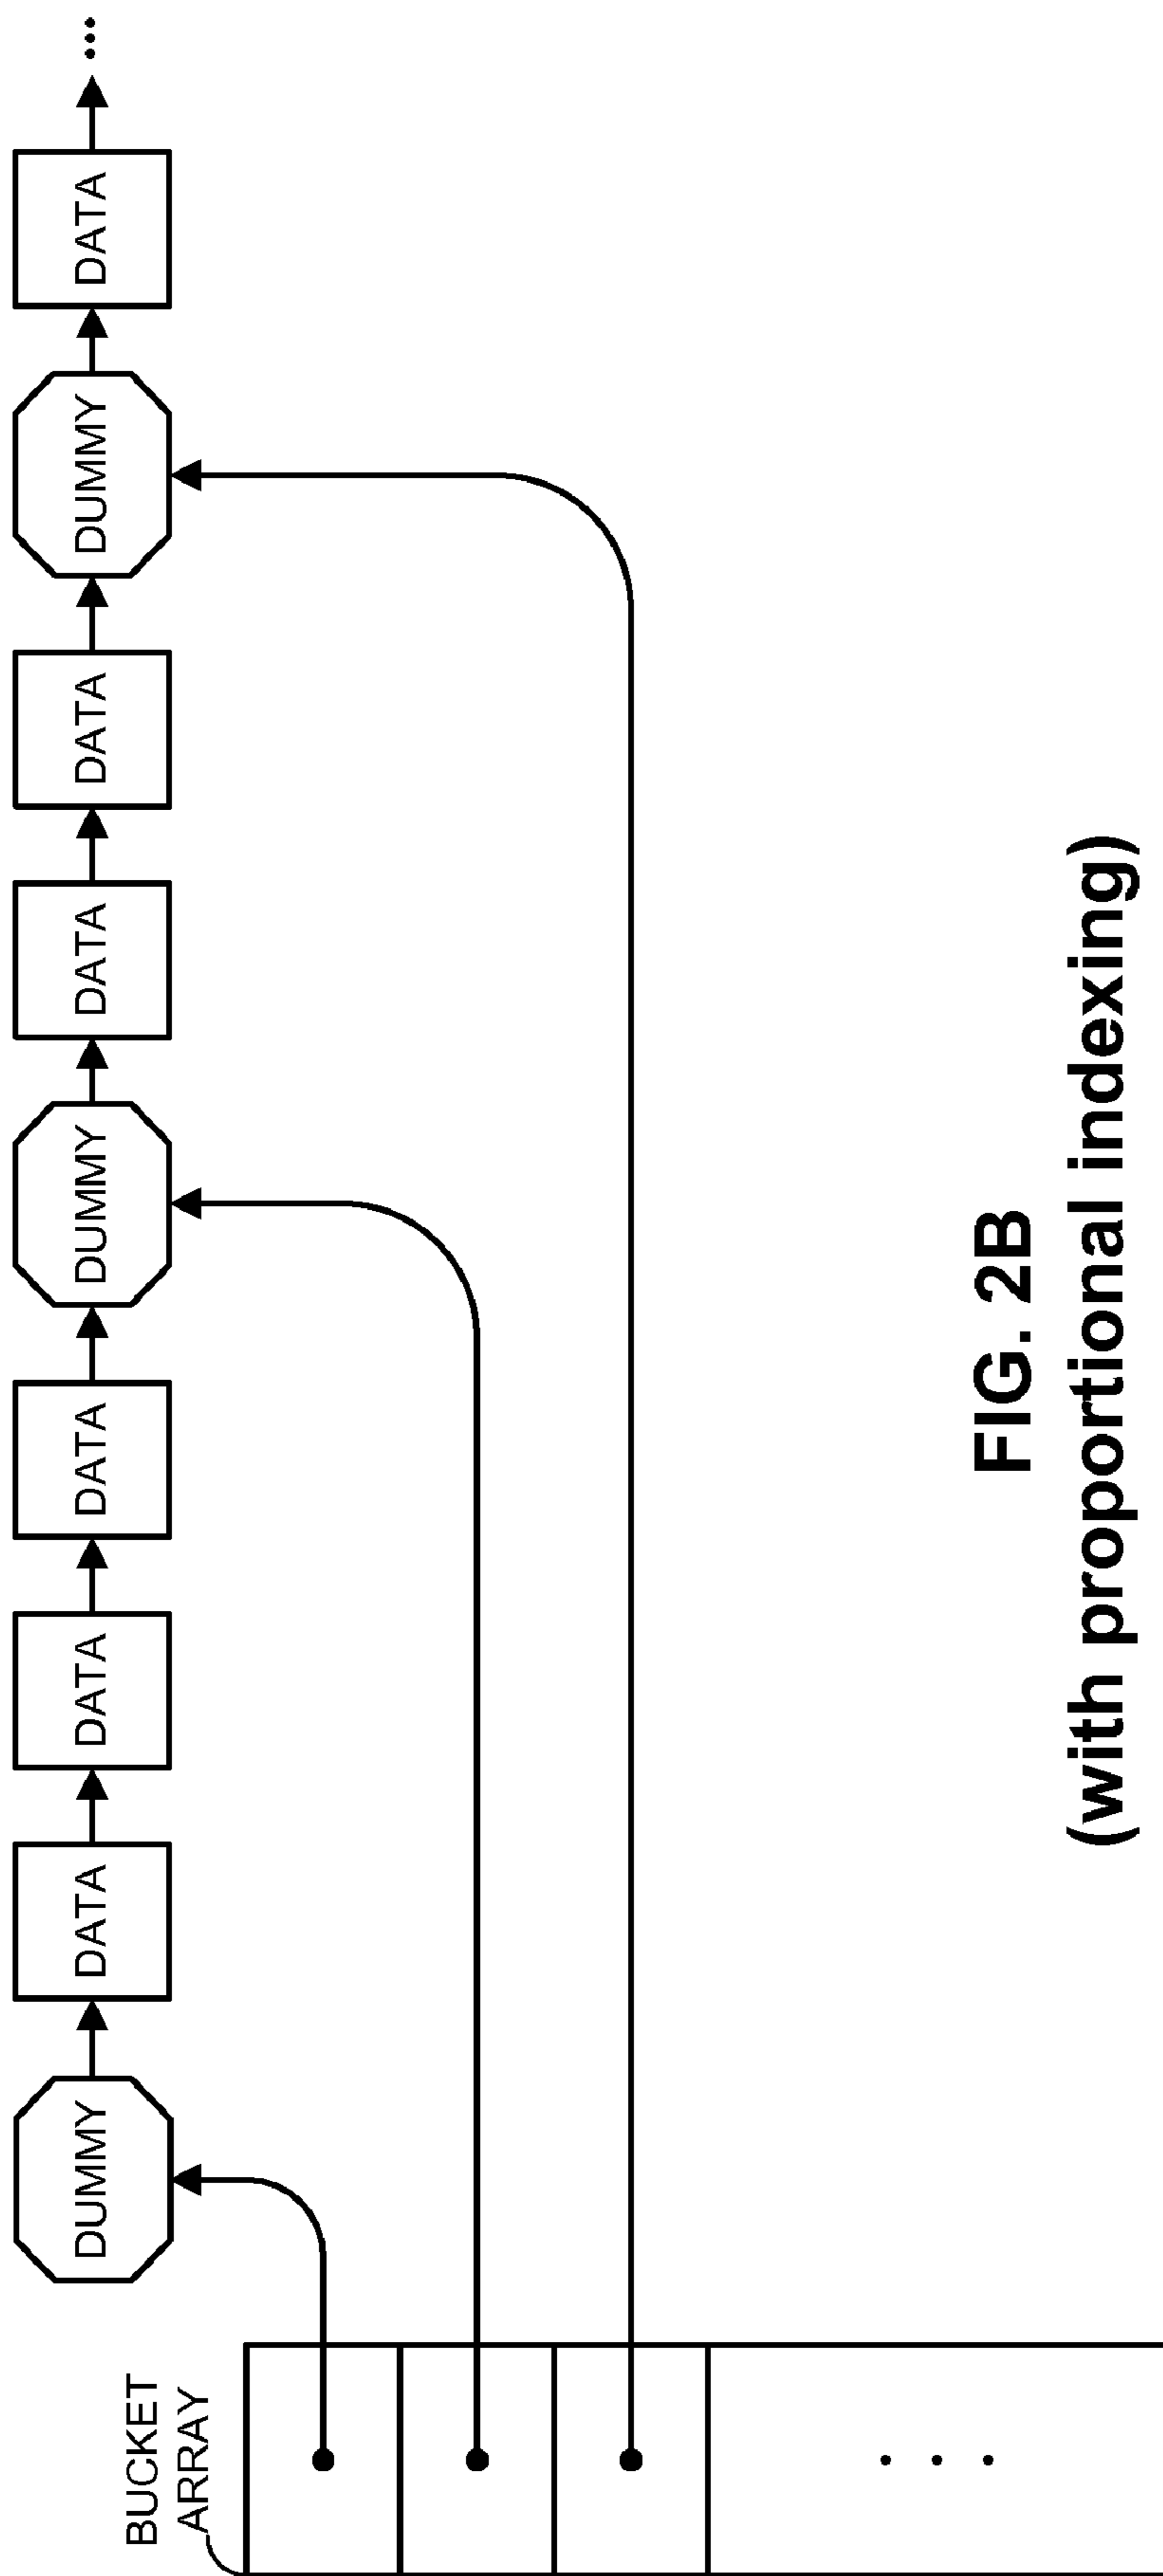 BUCKET
ARRAY
DUMMY
DATA
DATA
DATA
DUMMY
DATA
DATA
DUMMY
DATA
...
. . .
FIG. 2B
(with proportional indexing)